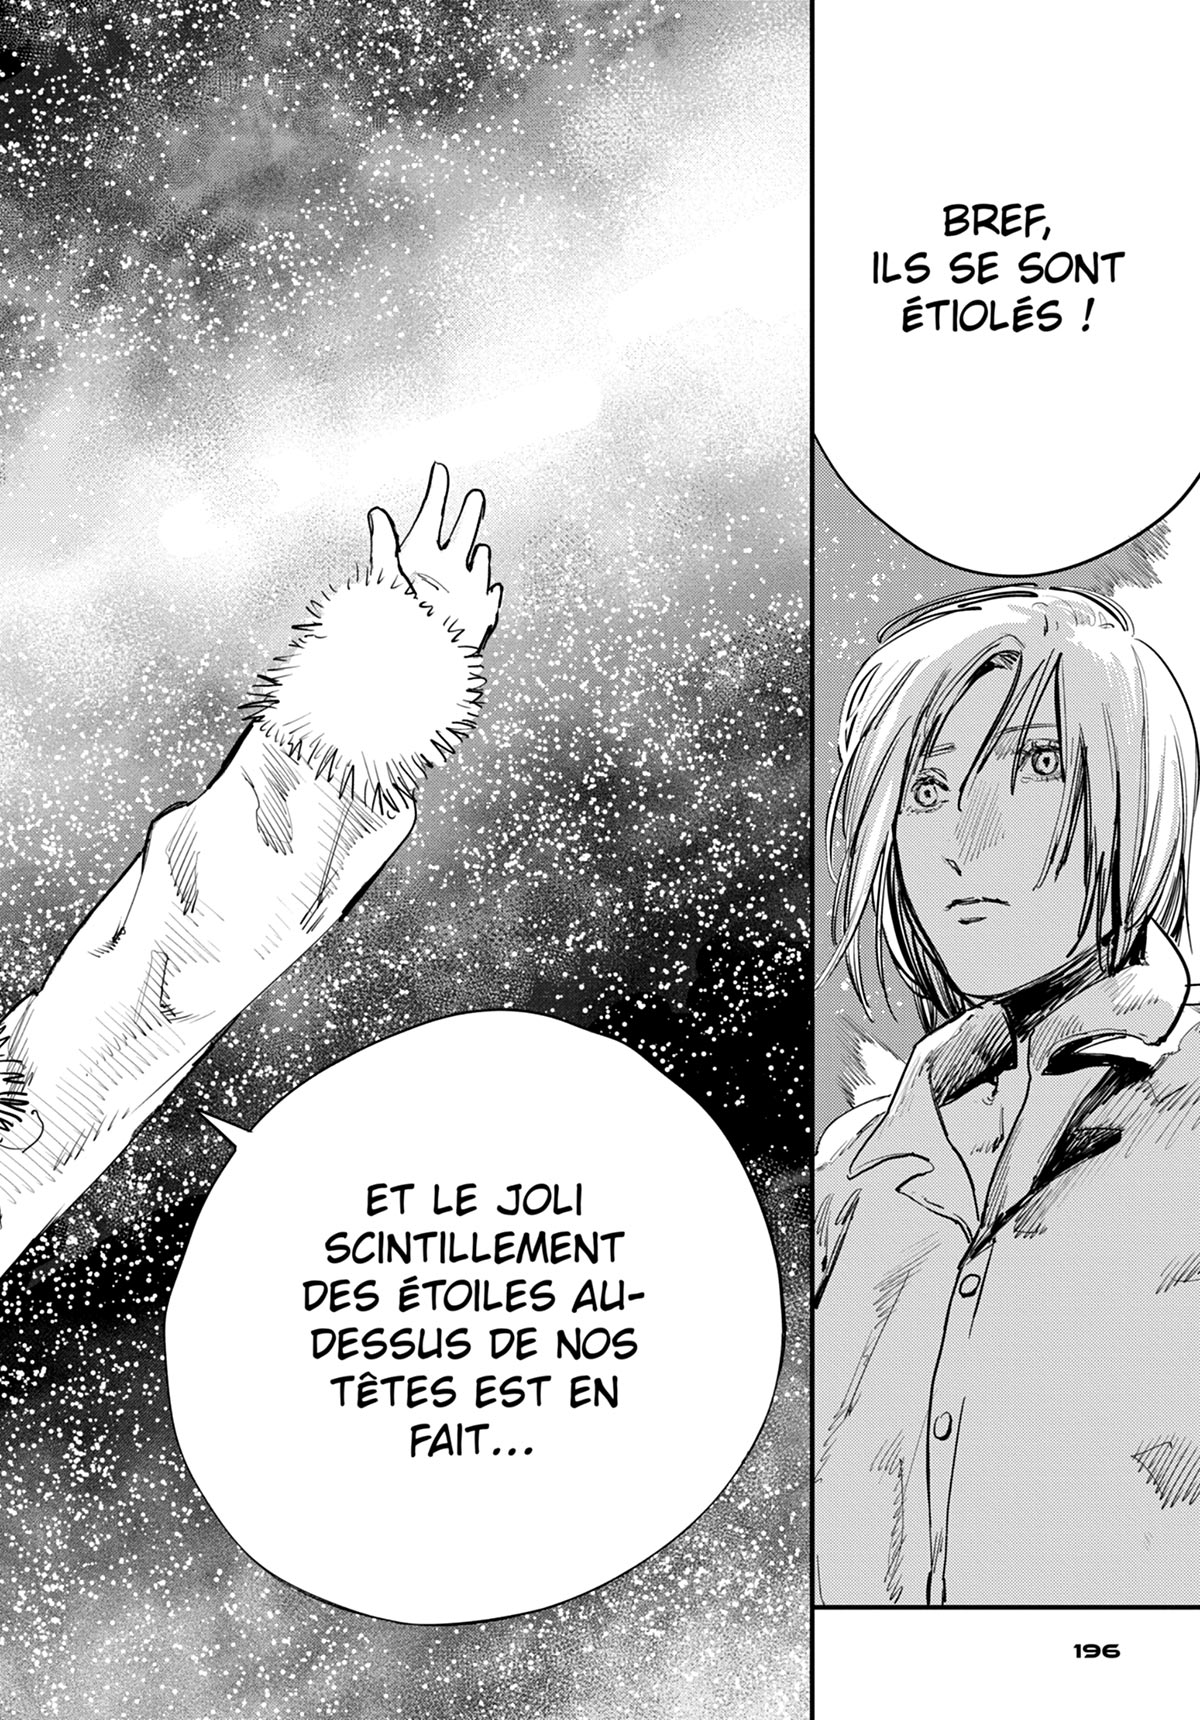 BREF,
ILS SE SONT
ÉTIOLÉS !
ET LE JOLI
SCINTILLEMENT
DES ÉTOILES AU-
DESSUS DE NOS
TÊTES EST EN
FAIT...
196